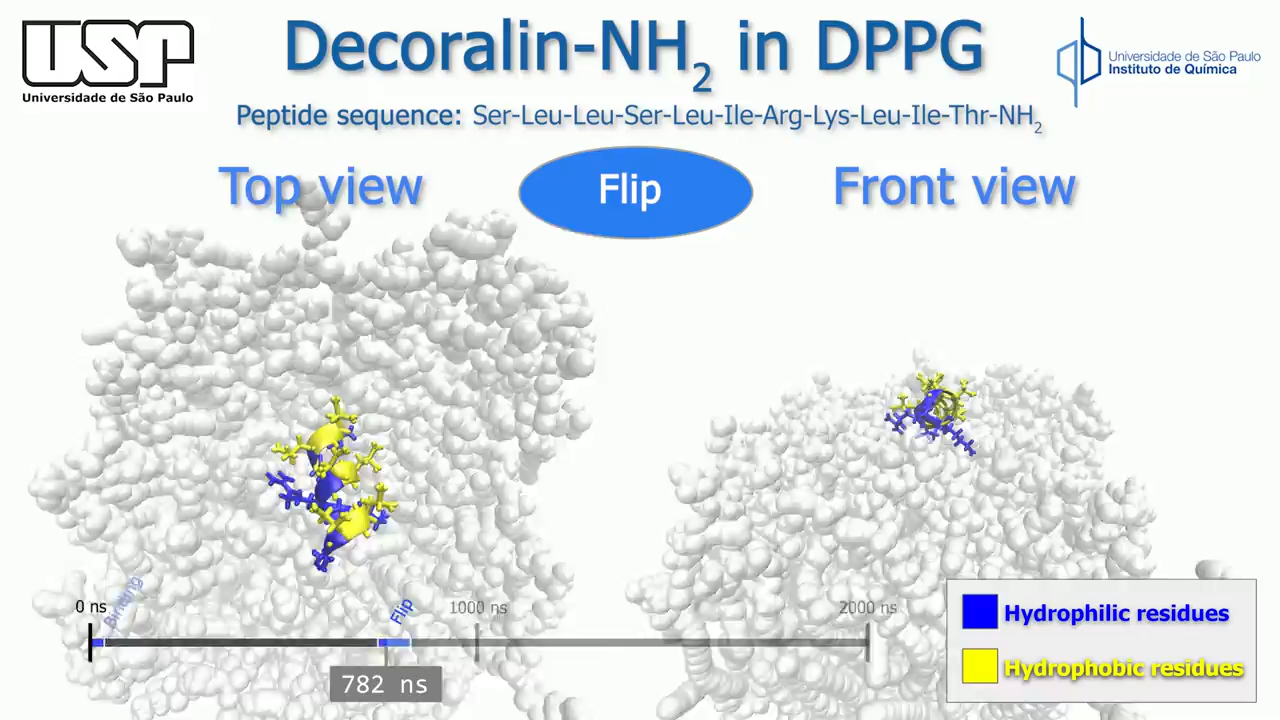 USP
Universidade de São Paulo
Decoralin-NH2 in DPPG
Universidade de São Paulo
Instituto de Química
Peptide sequence: Ser-Leu-Leu-Ser-Leu-Ile-Arg-Lys-Leu-Ile-Thr-NH2
Top view
Flip
Front view
0 ns
Binding
Flip
1000 ns
2000 ns
782 ns
Hydrophilic residues
Hydrophobic residues